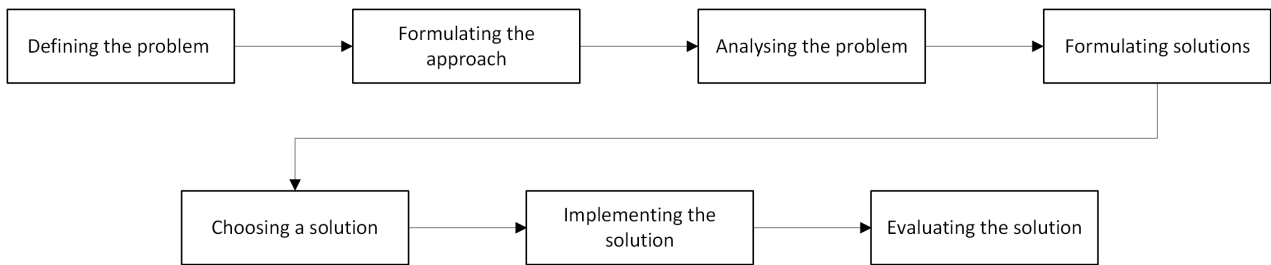 Defining the problem
Formulating the
approach
Analysing the problem
Formulating solutions
Choosing a solution
Implementing the
solution
Evaluating the solution